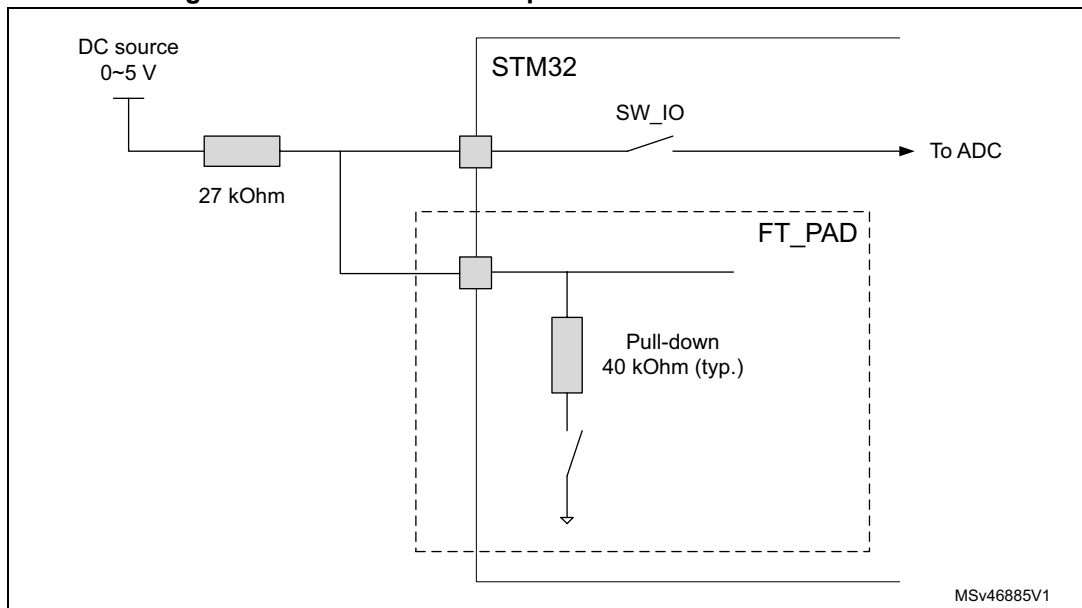 DC source
0~5 V
STM32
SW_IO
To ADC
27 kOhm
FT_PAD
Pull-down
40 kOhm (typ.)
MSv46885V1